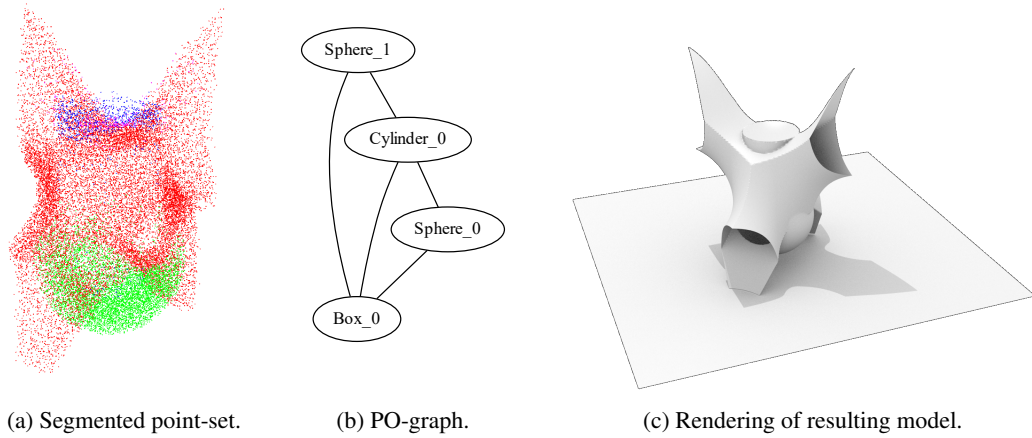 Sphere_1
Cylinder_0
Sphere_0
Box_0
(a) Segmented point-set.
(b) PO-graph.
(c) Rendering of resulting model.